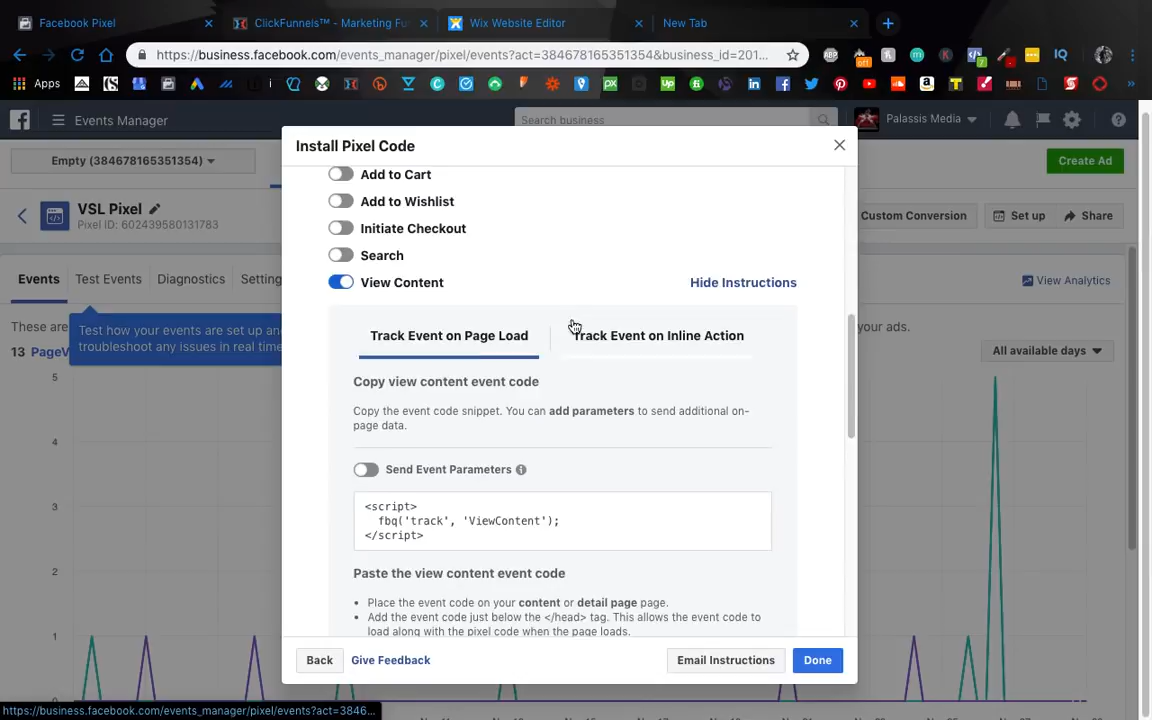 Facebook Pixel
ClickFunnels™ - Marketing Fu
Wix Website Editor
New Tab
https://business.facebook.com/events_manager/pixel/events?act=384678165351354&business_id=201...
Apps
Events Manager
Search business
Palassis Media
Empty (384678165351354)
Create Ad
VSL Pixel
Pixel ID: 602439580131783
Custom Conversion
Set up
Share
Events
Test Events
Diagnostics
Setting
View Analytics
These are
your ads.
Test how your events are set up and
troubleshoot any issues in real time
13 PageV
All available days
5
4
3
2
1
0
Install Pixel Code
Add to Cart
Add to Wishlist
Initiate Checkout
Search
View Content
Hide Instructions
Track Event on Page Load
Track Event on Inline Action
Copy view content event code
Copy the event code snippet. You can add parameters to send additional on-
page data.
Send Event Parameters
<script>
fbq('track', 'ViewContent');
</script>
Paste the view content event code
• Place the event code on your content or detail page page.
• Add the event code just below the </head> tag. This allows the event code to
load along with the pixel code when the page loads.
Back
Give Feedback
Email Instructions
Done
https://business.facebook.com/events_manager/pixel/events?act=3846...